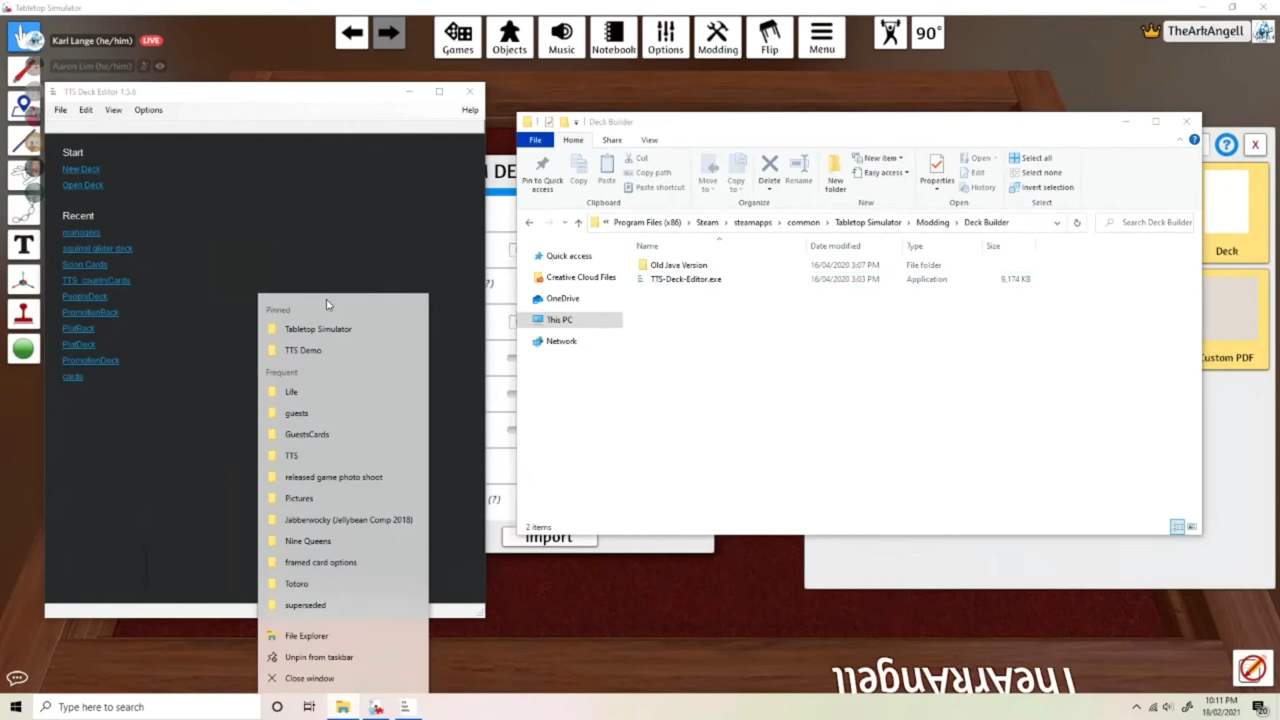 Tabletop Simulator
Karl Lange (he/him) LIVE
Aaron Lim (he/him)
Games
Objects
Music
Notebook
Options
Modding
Flip
Menu
90°
TheArkAngell
TTS Deck Editor 1.5.6
File Edit View Options Help
Start
New Deck
Open Deck
Recent
managers
squirrel glider deck
TTS_countryCards
PeopleDeck
PromotionBack
PlotBack
PlotDeck
PromotionDeck
cards
Pinned
Tabletop Simulator
TTS Demo
Frequent
Life
guests
GuestsCards
TTS
released game photo shoot
Pictures
Jabberwocky (Jellybean Comp 2018)
Nine Queens
framed card options
Totoro
superseded
File Explorer
Unpin from taskbar
Close window
Deck Builder
File Home Share View
Pin to Quick access
Copy
Paste
Cut
Copy path
Paste shortcut
Clipboard
Move to
Copy to
Delete
Rename
Organize
New folder
New item
Easy access
New
Properties
Open
Edit
History
Open
Select all
Select none
Invert selection
Select
« Program Files (x86) > Steam > steamapps > common > Tabletop Simulator > Modding > Deck Builder
Search Deck Builder
Name Date modified Type Size
Old Java Version 16/04/2020 3:07 PM File folder
TTS-Deck-Editor.exe 16/04/2020 3:03 PM Application 9,174 KB
Quick access
Creative Cloud Files
OneDrive
This PC
Network
2 items
M DE
?)
(?)
Import
X
Deck
Custom PDF
TheArkAngell
Type here to search
10:11 PM
18/02/2021
20